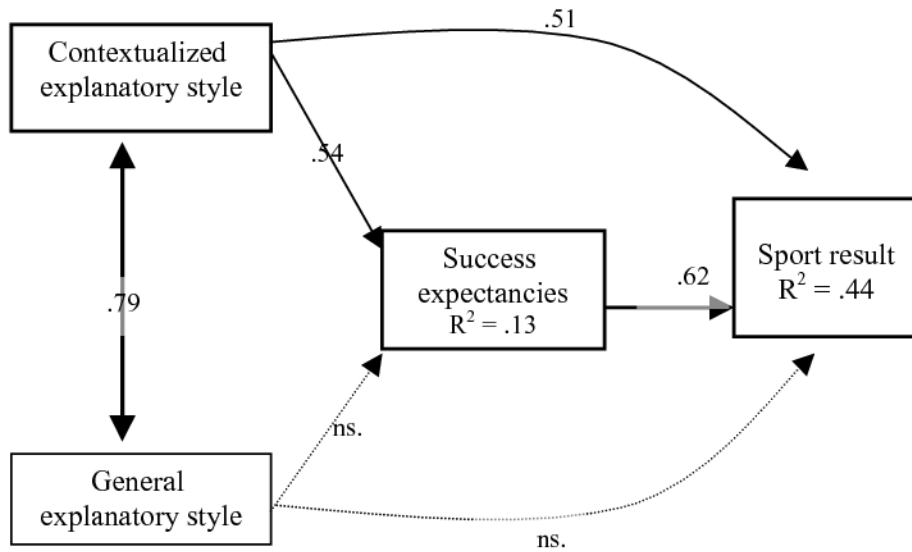 .51
Contextualized
explanatory style
.54
Success
expectancies
R² = .13
.62
Sport result
R² = .44
.79
ns.
General
explanatory style
ns.